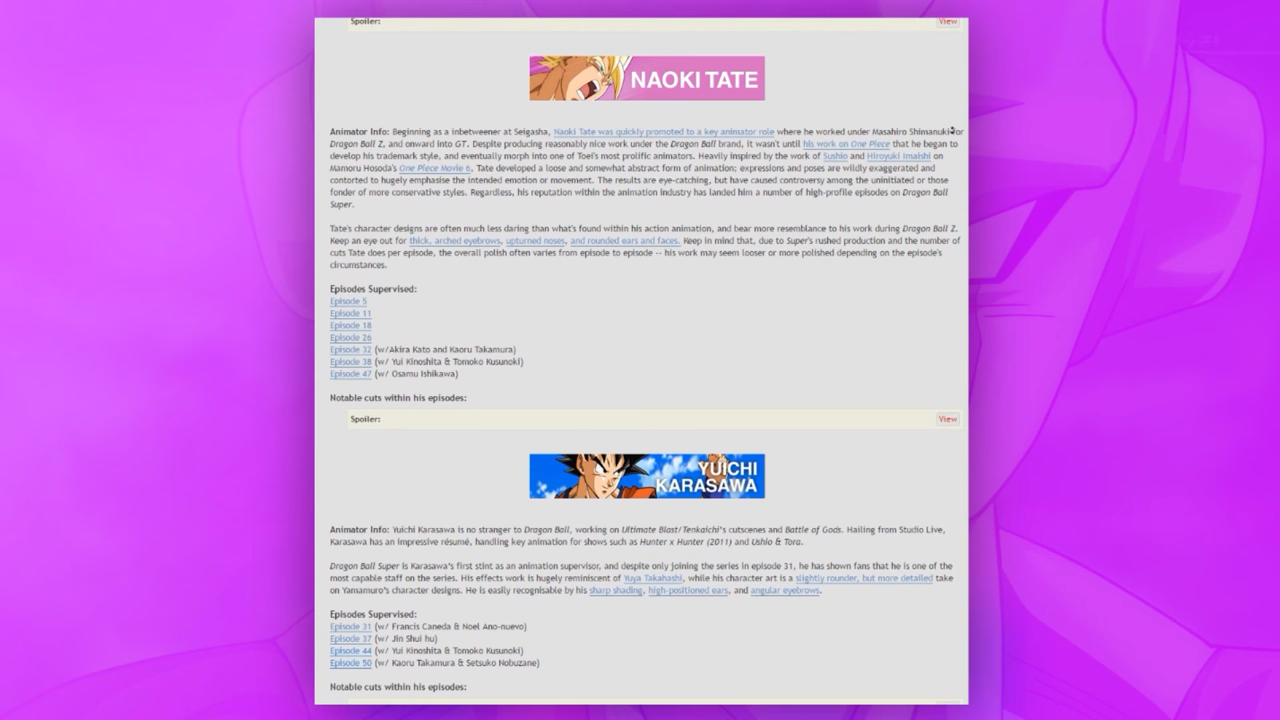 Spoiler: View
NAOKI TATE
Animator Info: Beginning as a inbetweener at Seigasha, Naoki Tate was quickly promoted to a key animator role where he worked under Masahiro Shimanuki for
Dragon Ball Z, and onward into GT. Despite producing reasonably nice work under the Dragon Ball brand, it wasn't until his work on One Piece that he began to
develop his trademark style, and eventually morph into one of Toei's most prolific animators. Heavily inspired by the work of Sushio and Hiroyuki Imaishi on
Mamoru Hosoda's One Piece Movie 6, Tate developed a loose and somewhat abstract form of animation; expressions and poses are wildly exaggerated and
contorted to hugely emphasise the intended emotion or movement. The results are eye-catching, but have caused controversy among the uninitiated or those
fonder of more conservative styles. Regardless, his reputation within the animation industry has landed him a number of high-profile episodes on Dragon Ball
Super.
Tate's character designs are often much less daring than what's found within his action animation, and bear more resemblance to his work during Dragon Ball Z.
Keep an eye out for thick, arched eyebrows, upturned noses, and rounded ears and faces. Keep in mind that, due to Super's rushed production and the number of
cuts Tate does per episode, the overall polish often varies from episode to episode -- his work may seem looser or more polished depending on the episode's
circumstances.
Episodes Supervised:
Episode 5
Episode 11
Episode 18
Episode 26
Episode 32 (w/Akira Kato and Kaoru Takamura)
Episode 38 (w/ Yui Kinoshita & Tomoko Kusunoki)
Episode 47 (w/ Osamu Ishikawa)
Notable cuts within his episodes:
Spoiler: View
YUICHI
KARASAWA
Animator Info: Yuichi Karasawa is no stranger to Dragon Ball, working on Ultimate Blast/Tenkaichi's cutscenes and Battle of Gods. Hailing from Studio Live,
Karasawa has an impressive résumé, handling key animation for shows such as Hunter x Hunter (2011) and Ushio & Tora.
Dragon Ball Super is Karasawa's first stint as an animation supervisor, and despite only joining the series in episode 31, he has shown fans that he is one of the
most capable staff on the series. His effects work is hugely reminiscent of Yuya Takahashi, while his character art is a slightly rounder, but more detailed take
on Yamamuro's character designs. He is easily recognisable by his sharp shading, high-positioned ears, and angular eyebrows.
Episodes Supervised:
Episode 31 (w/ Francis Caneda & Noel Ano-nuevo)
Episode 37 (w/ Jin Shui hu)
Episode 44 (w/ Yui Kinoshita & Tomoko Kusunoki)
Episode 50 (w/ Kaoru Takamura & Setsuko Nobuzane)
Notable cuts within his episodes: